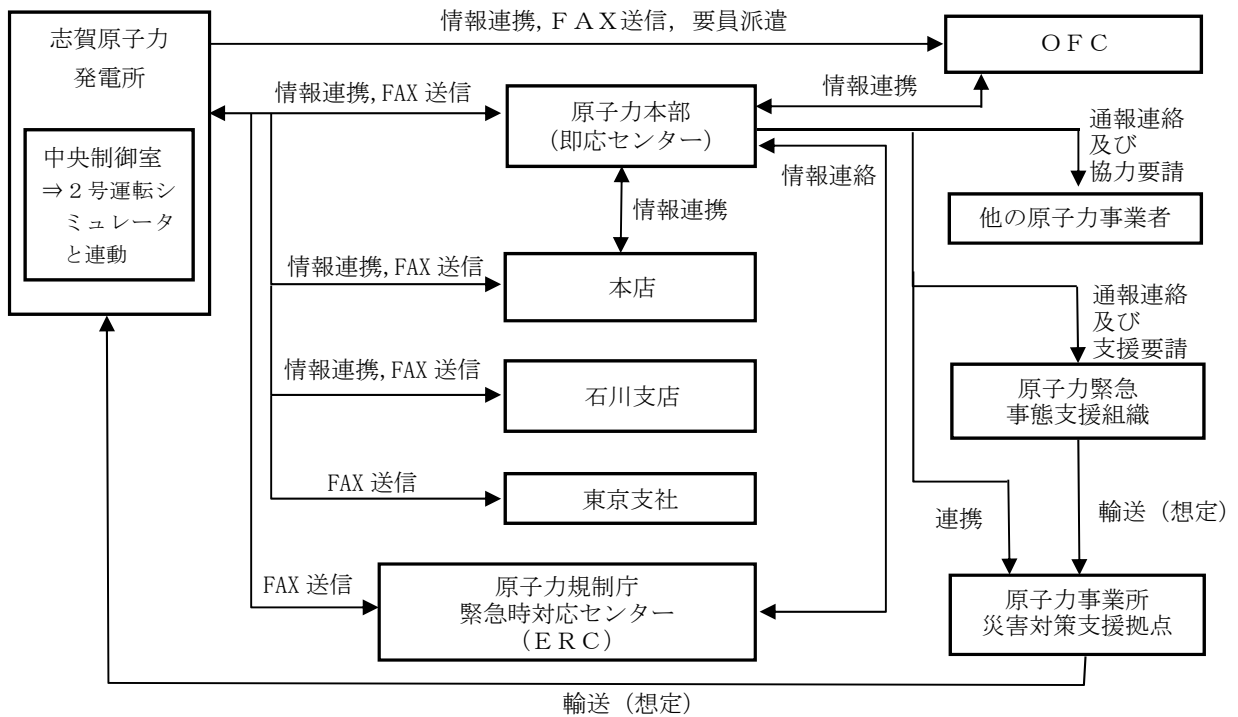 情報連携,ＦＡＸ送信, 要員派遣
志賀原子力
発電所
ＯＦＣ
情報連携
情報連携,FAX 送信
原子力本部
（即応センター）
通報連絡
及び
協力要請
中央制御室
⇒２号運転シ
ミュレータ
と連動
情報連絡
他の原子力事業者
情報連携
情報連携,FAX 送信
本店
通報連絡
及び
支援要請
情報連携,FAX 送信
石川支店
原子力緊急
事態支援組織
FAX 送信
東京支社
連携
輸送（想定）
FAX 送信
原子力規制庁
緊急時対応センター
（ＥＲＣ）
原子力事業所
災害対策支援拠点
輸送（想定）